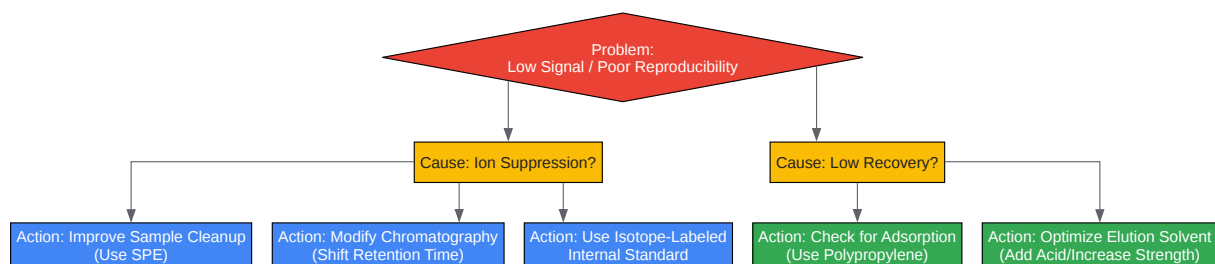 Problem:
Low Signal / Poor Reproducibility
Cause: Ion Suppression?
Cause: Low Recovery?
Action: Improve Sample Cleanup
(Use SPE)
Action: Modify Chromatography
(Shift Retention Time)
Action: Use Isotope-Labeled
Internal Standard
Action: Check for Adsorption
(Use Polypropylene)
Action: Optimize Elution Solvent
(Add Acid/Increase Strength)